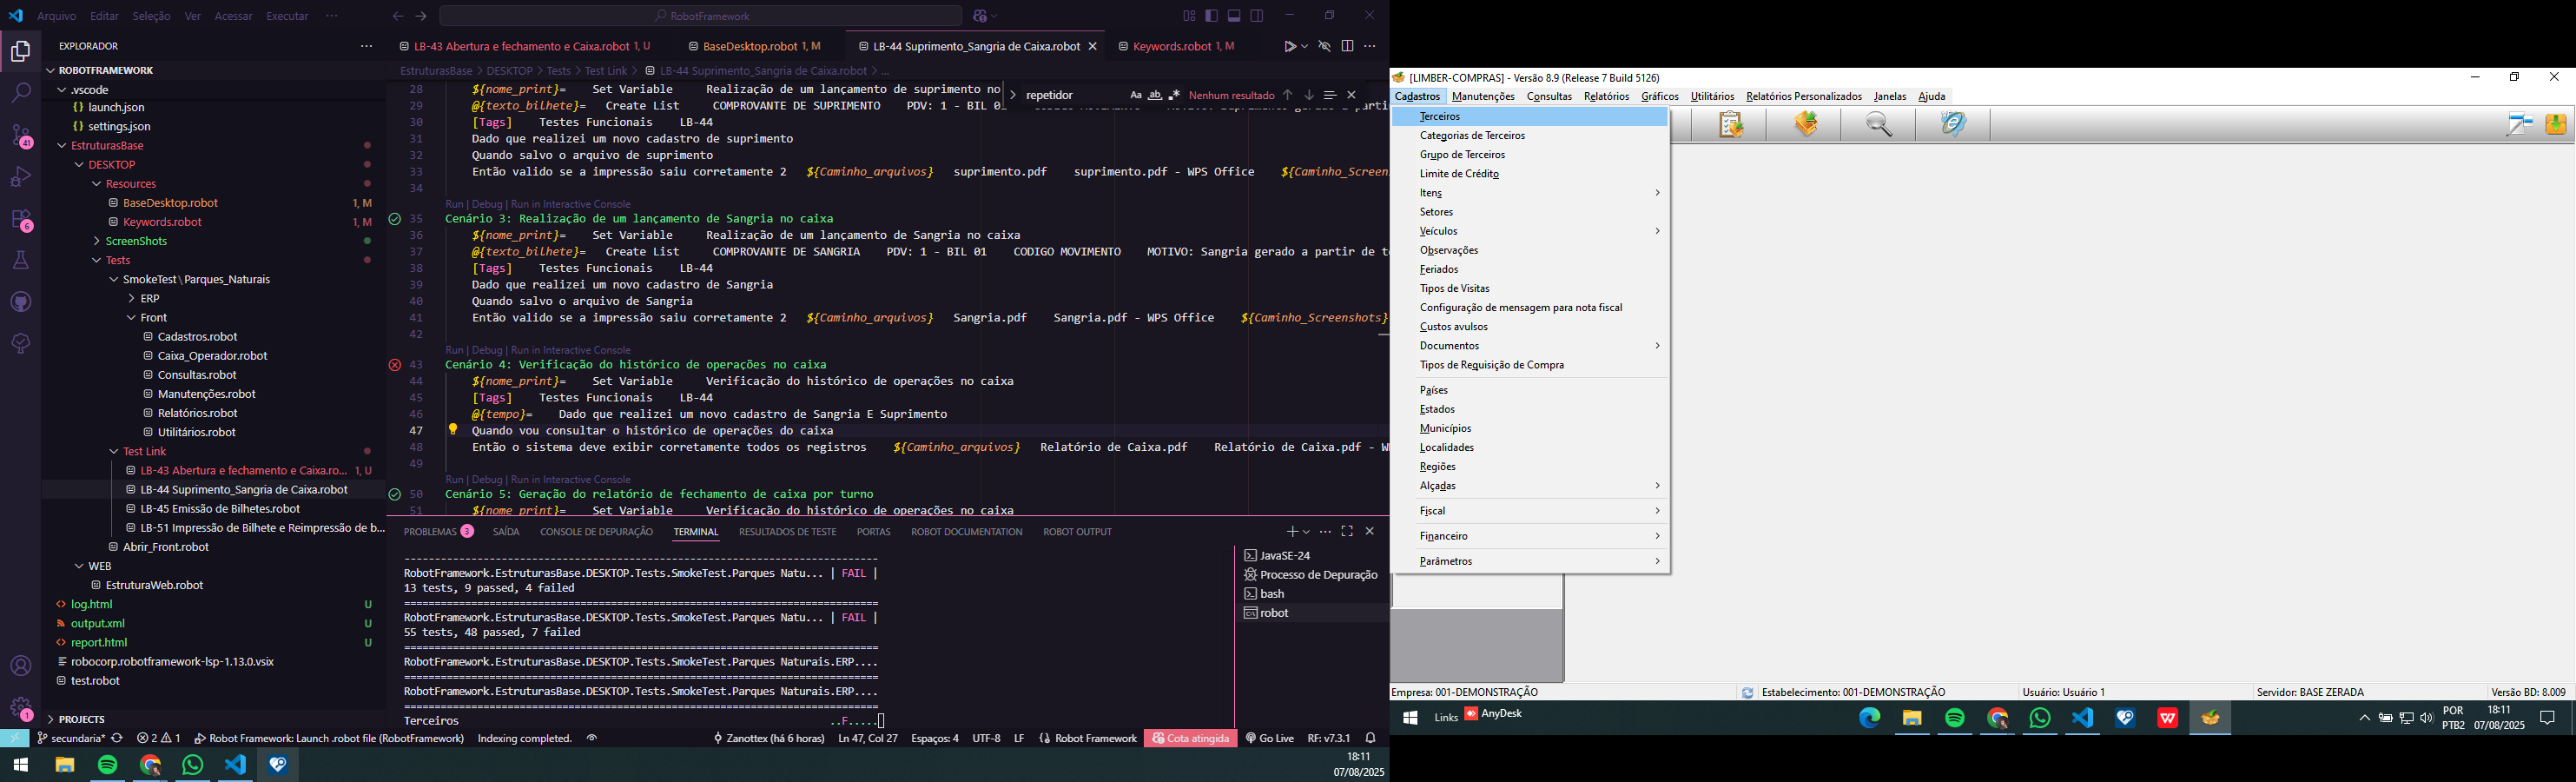 Arquivo Editar Seleção Ver Acessar Executar ···
RobotFramework
EXPLORADOR
ROBOTFRAMEWORK
.vscode
launch.json
settings.json
EstruturasBase
DESKTOP
Resources
BaseDesktop.robot 1, M
Keywords.robot 1, M
ScreenShots
Tests
SmokeTest\Parques_Naturais
ERP
Front
Cadastros.robot
Caixa_Operador.robot
Consultas.robot
Manutenções.robot
Relatórios.robot
Utilitários.robot
Test Link
LB-43 Abertura e fechamento e Caixa.ro... 1, U
LB-44 Suprimento_Sangria de Caixa.robot
LB-45 Emissão de Bilhetes.robot
LB-51 Impressão de Bilhete e Reimpressão de b...
Abrir_Front.robot
WEB
EstruturaWeb.robot
log.html U
output.xml U
report.html U
robocorp.robotframework-lsp-1.13.0.vsix
test.robot
PROJECTS
41
6
1
LB-43 Abertura e fechamento e Caixa.robot 1, U
BaseDesktop.robot 1, M
LB-44 Suprimento_Sangria de Caixa.robot
Keywords.robot 1, M
EstruturasBase > DESKTOP > Tests > Test Link > LB-44 Suprimento_Sangria de Caixa.robot > ...
repetidor Aa ab .* Nenhum resultado
28 ${nome_print}= Set Variable Realização de um lançamento de suprimento no
29 @{texto_bilhete}= Create List COMPROVANTE DE SUPRIMENTO PDV: 1 - BIL 01
30 [Tags] Testes Funcionais LB-44
31 Dado que realizei um novo cadastro de suprimento
32 Quando salvo o arquivo de suprimento
33 Então valido se a impressão saiu corretamente 2 ${Caminho_arquivos} suprimento.pdf suprimento.pdf - WPS Office ${Caminho_Screens
34
Run | Debug | Run in Interactive Console
35 Cenário 3: Realização de um lançamento de Sangria no caixa
36 ${nome_print}= Set Variable Realização de um lançamento de Sangria no caixa
37 @{texto_bilhete}= Create List COMPROVANTE DE SANGRIA PDV: 1 - BIL 01 CODIGO MOVIMENTO MOTIVO: Sangria gerado a partir de t
38 [Tags] Testes Funcionais LB-44
39 Dado que realizei um novo cadastro de Sangria
40 Quando salvo o arquivo de Sangria
41 Então valido se a impressão saiu corretamente 2 ${Caminho_arquivos} Sangria.pdf Sangria.pdf - WPS Office ${Caminho_Screenshots}
42
Run | Debug | Run in Interactive Console
43 Cenário 4: Verificação do histórico de operações no caixa
44 ${nome_print}= Set Variable Verificação do histórico de operações no caixa
45 [Tags] Testes Funcionais LB-44
46 @{tempo}= Dado que realizei um novo cadastro de Sangria E Suprimento
47 Quando vou consultar o histórico de operações do caixa
48 Então o sistema deve exibir corretamente todos os registros ${Caminho_arquivos} Relatório de Caixa.pdf Relatório de Caixa.pdf - W
49
Run | Debug | Run in Interactive Console
50 Cenário 5: Geração do relatório de fechamento de caixa por turno
51 ${nome_print}= Set Variable Verificação do histórico de operações no caixa
PROBLEMAS 3 SAÍDA CONSOLE DE DEPURAÇÃO TERMINAL RESULTADOS DE TESTE PORTAS ROBOT DOCUMENTATION ROBOT OUTPUT
------------------------------------------------------------------------------
RobotFramework.EstruturasBase.DESKTOP.Tests.SmokeTest.Parques Natu... | FAIL |
13 tests, 9 passed, 4 failed
==============================================================================
RobotFramework.EstruturasBase.DESKTOP.Tests.SmokeTest.Parques Natu... | FAIL |
55 tests, 48 passed, 7 failed
==============================================================================
RobotFramework.EstruturasBase.DESKTOP.Tests.SmokeTest.Parques Naturais.ERP....
==============================================================================
RobotFramework.EstruturasBase.DESKTOP.Tests.SmokeTest.Parques Naturais.ERP....
==============================================================================
Terceiros ..F.....
JavaSE-24
Processo de Depuração
bash
robot
secundaria* 2 1 Robot Framework: Launch .robot file (RobotFramework) Indexing completed. Zanottex (há 6 horas) Ln 47, Col 27 Espaços: 4 UTF-8 LF Robot Framework Cota atingida Go Live RF: v7.3.1
18:11
07/08/2025
[LIMBER-COMPRAS] - Versão 8.9 (Release 7 Build 5126)
Cadastros Manutenções Consultas Relatórios Gráficos Utilitários Relatórios Personalizados Janelas Ajuda
Terceiros
Categorias de Terceiros
Grupo de Terceiros
Limite de Crédito
Itens
Setores
Veículos
Observações
Feriados
Tipos de Visitas
Configuração de mensagem para nota fiscal
Custos avulsos
Documentos
Tipos de Requisição de Compra
Países
Estados
Municípios
Localidades
Regiões
Alçadas
Fiscal
Financeiro
Parâmetros
Empresa: 001-DEMONSTRAÇÃO Estabelecimento: 001-DEMONSTRAÇÃO Usuário: Usuário 1 Servidor: BASE ZERADA Versão BD: 8.009
Links AnyDesk
POR
PTB2
18:11
07/08/2025